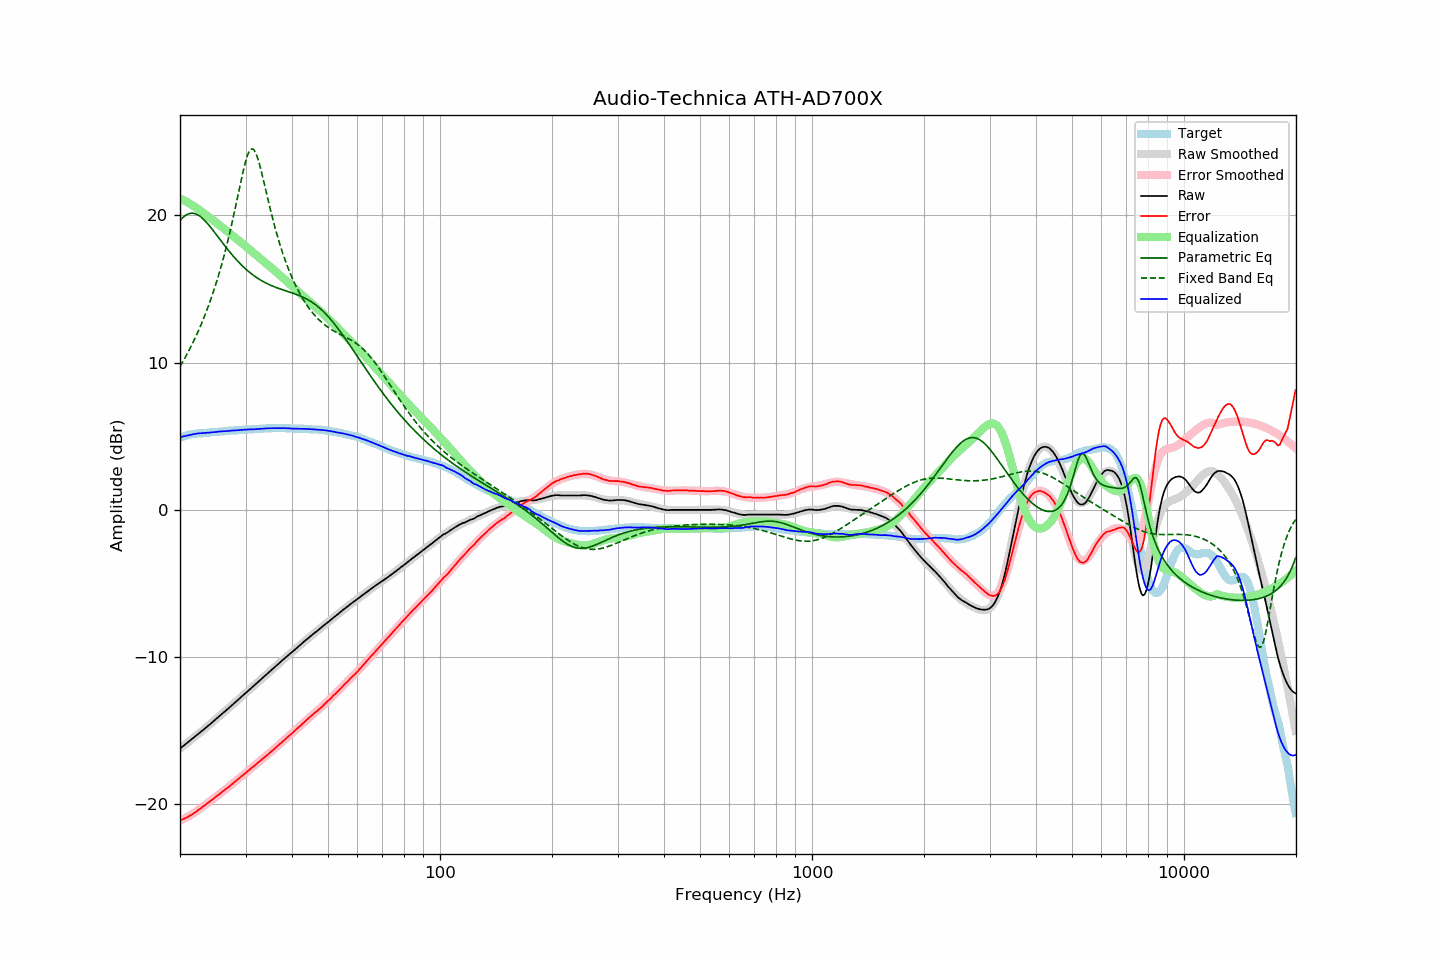 Audio-Technica ATH-AD700X
Target
Raw Smoothed
Error Smoothed
Raw
Error
Equalization
Parametric Eq
Fixed Band Eq
Equalized
20
10
0
−10
−20
Amplitude (dBr)
100
1000
10000
Frequency (Hz)